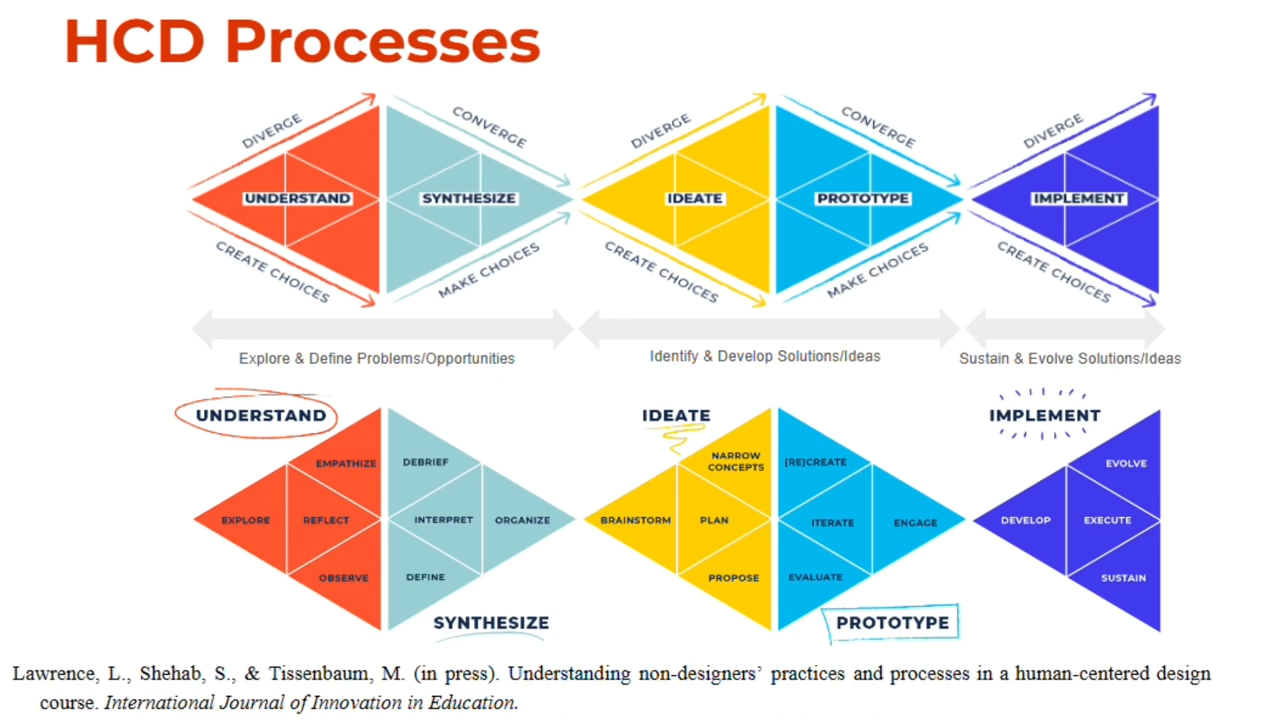 HCD Processes
DIVERGE
CONVERGE
DIVERGE
CONVERGE
DIVERGE
UNDERSTAND
SYNTHESIZE
IDEATE
PROTOTYPE
IMPLEMENT
CREATE CHOICES
MAKE CHOICES
CREATE CHOICES
MAKE CHOICES
CREATE CHOICES
Explore & Define Problems/Opportunities
Identify & Develop Solutions/Ideas
Sustain & Evolve Solutions/Ideas
UNDERSTAND
EMPATHIZE
EXPLORE
REFLECT
OBSERVE
DEBRIEF
INTERPRET
ORGANIZE
DEFINE
SYNTHESIZE
IDEATE
NARROW
CONCEPTS
BRAINSTORM
PLAN
PROPOSE
(RE)CREATE
ITERATE
ENGAGE
EVALUATE
PROTOTYPE
IMPLEMENT
EVOLVE
DEVELOP
EXECUTE
SUSTAIN
Lawrence, L., Shehab, S., & Tissenbaum, M. (in press). Understanding non-designers’ practices and processes in a human-centered design
course. International Journal of Innovation in Education.